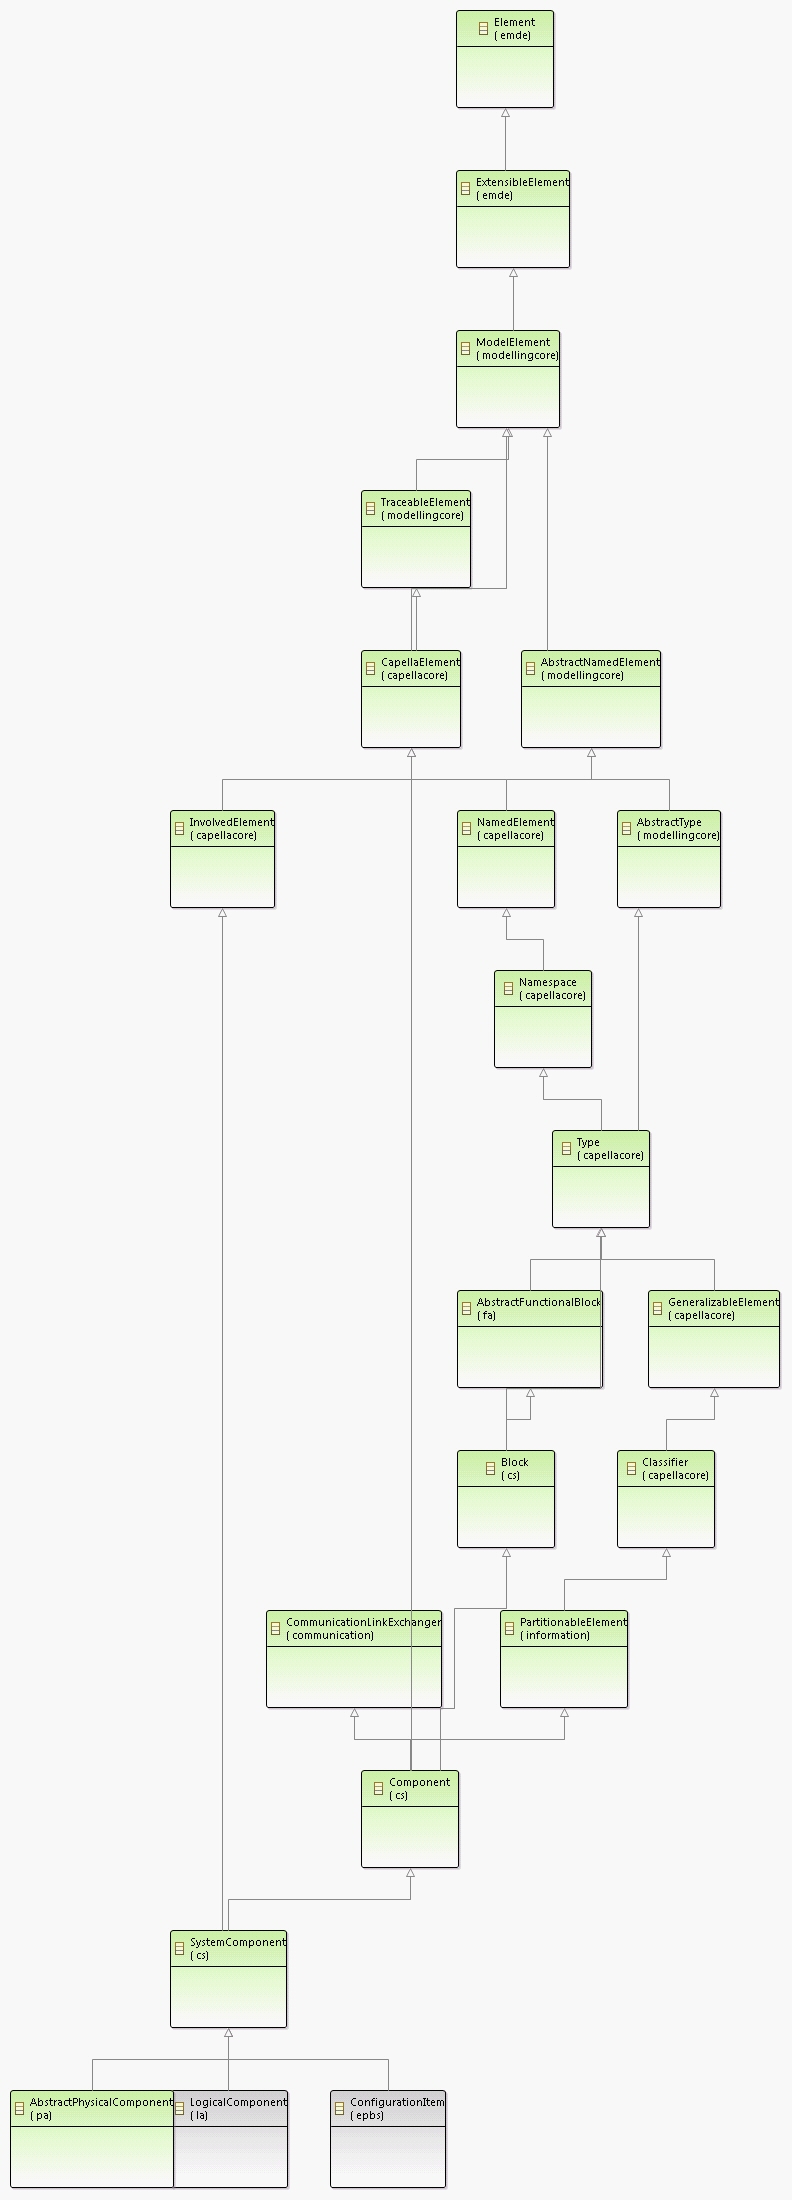 Element
( emde)
ExtensibleElement
( emde)
ModelElement
( modellingcore)
TraceableElement
( modellingcore)
CapellaElement
( capellacore)
AbstractNamedElement
( modellingcore)
InvolvedElement
( capellacore)
NamedElement
( capellacore)
AbstractType
( modellingcore)
Namespace
( capellacore)
Type
( capellacore)
AbstractFunctionalBlock
( fa)
GeneralizableElement
( capellacore)
Block
( cs)
Classifier
( capellacore)
CommunicationLinkExchanger
( communication)
PartitionableElement
( information)
Component
( cs)
SystemComponent
( cs)
AbstractPhysicalComponent
( pa)
LogicalComponent
( la)
ConfigurationItem
( epbs)